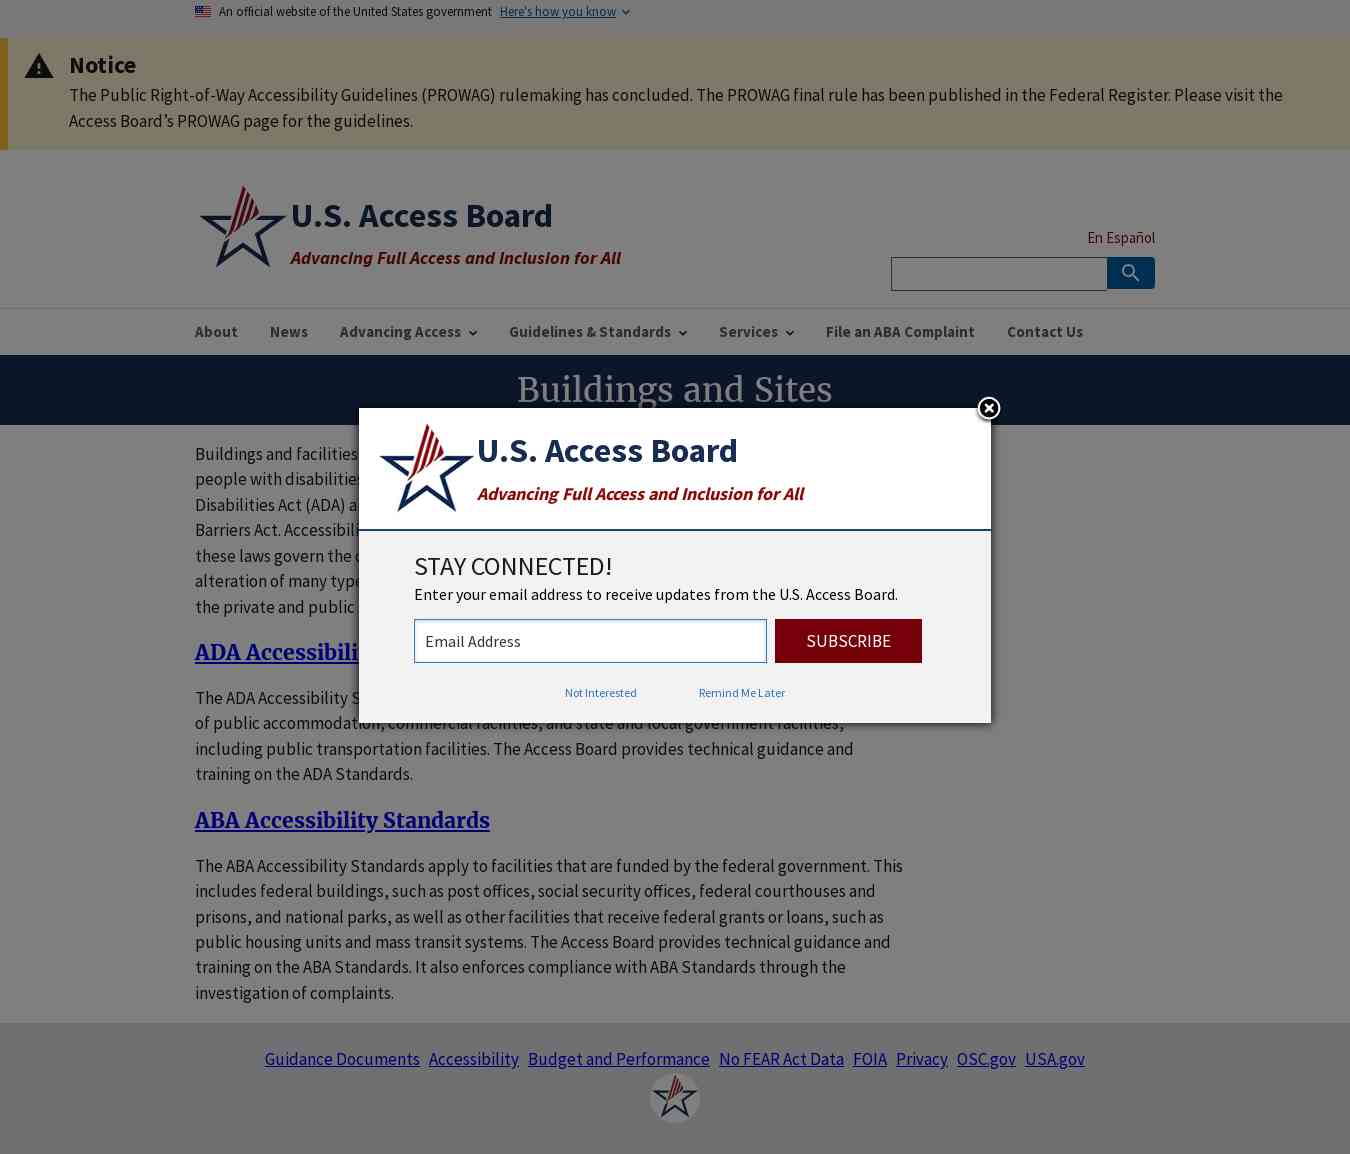 An official website of the United States government Here's how you know
Notice
The Public Right-of-Way Accessibility Guidelines (PROWAG) rulemaking has concluded. The PROWAG final rule has been published in the Federal Register. Please visit the
Access Board’s PROWAG page for the guidelines.
U.S. Access Board
Advancing Full Access and Inclusion for All
En Español
About News Advancing Access Guidelines & Standards Services File an ABA Complaint Contact Us
Buildings and Sites
Buildings and facilities
people with disabilities
Disabilities Act (ADA)
Barriers Act.
these laws govern the
alteration of many
the private and public
U.S. Access Board
Advancing Full Access and Inclusion for All
STAY CONNECTED!
Enter your email address to receive updates from the U.S. Access Board.
Email Address SUBSCRIBE
Not Interested Remind Me Later
ADA
The ADA Accessibility
of public accommodation, commercial facilities, and state and local government facilities,
including public transportation facilities. The Access Board provides technical guidance and
training on the ADA Standards.
ABA Accessibility Standards
The ABA Accessibility Standards apply to facilities that are funded by the federal government. This
includes federal buildings, such as post offices, social security offices, federal courthouses and
prisons, and national parks, as well as other facilities that receive federal grants or loans, such as
public housing units and mass transit systems. The Access Board provides technical guidance and
training on the ABA Standards. It also enforces compliance with ABA Standards through the
investigation of complaints.
Guidance Documents Accessibility Budget and Performance No FEAR Act Data FOIA Privacy OSC.gov USA.gov